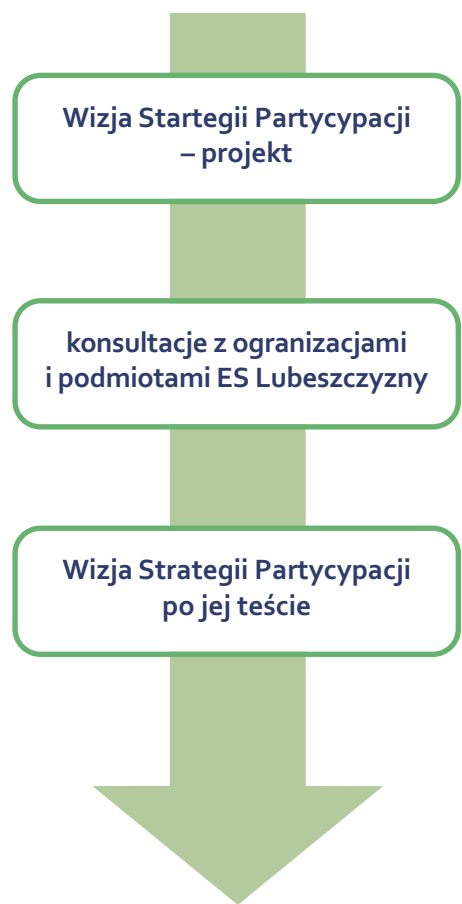 Wizja Startegii Partycypacji
– projekt
konsultacje z ogranizacjami
i podmiotami ES Lubeszczyzny
Wizja Strategii Partycypacji
po jej teście